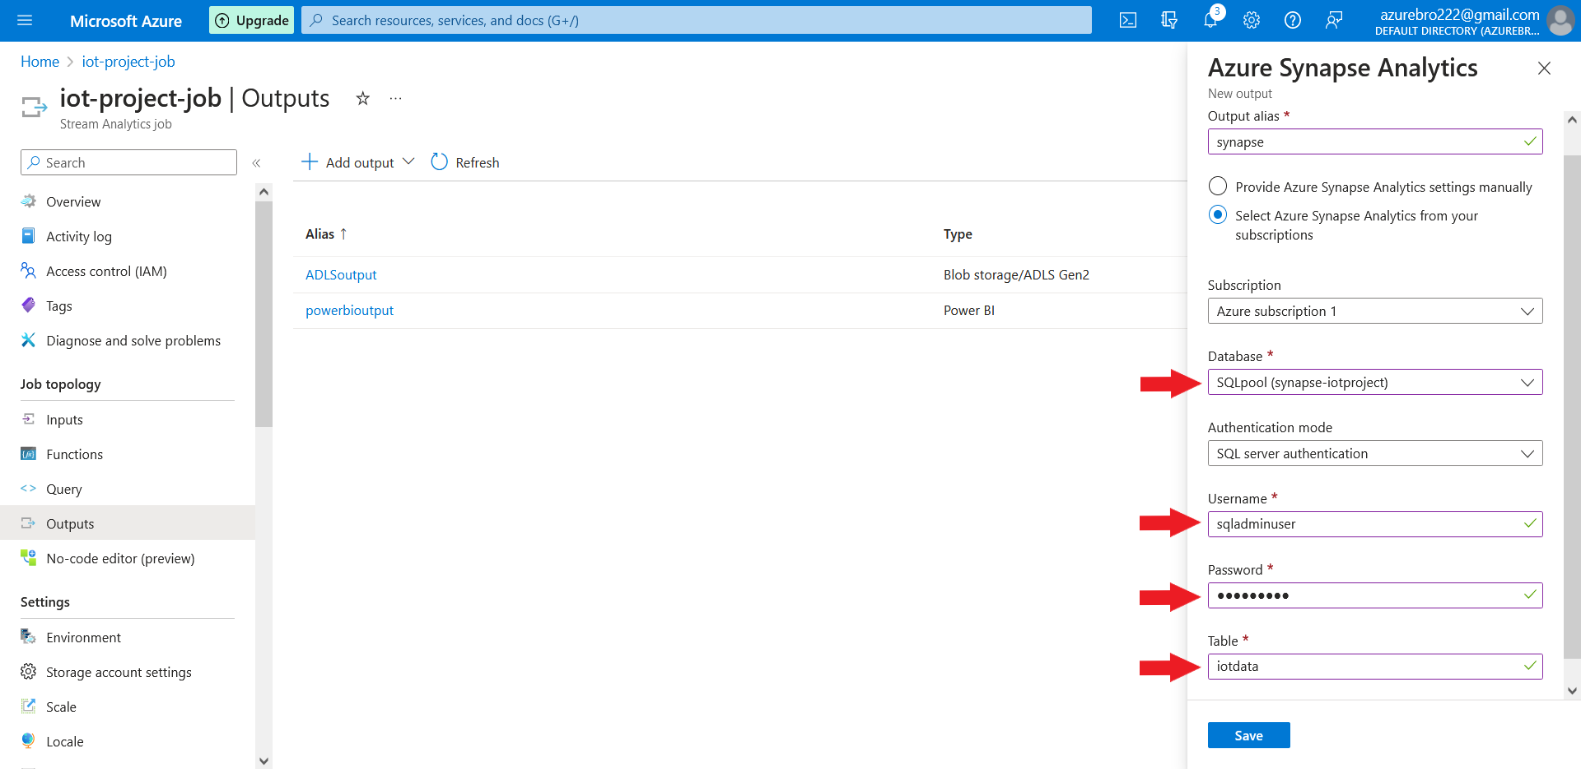 Microsoft Azure
Upgrade
Search resources, services, and docs (G+/)
3
azurebro222@gmail.com
DEFAULT DIRECTORY (AZUREBR...
Home > iot-project-job
iot-project-job | Outputs
...
Stream Analytics job
Search
«
Overview
Activity log
Access control (IAM)
Tags
Diagnose and solve problems
Job topology
Inputs
Functions
Query
Outputs
No-code editor (preview)
Settings
Environment
Storage account settings
Scale
Locale
Add output
Refresh
Alias ↑ Type
ADLSoutput Blob storage/ADLS Gen2
powerbioutput Power BI
Azure Synapse Analytics
New output
Output alias *
synapse
Provide Azure Synapse Analytics settings manually
Select Azure Synapse Analytics from your
subscriptions
Subscription
Azure subscription 1
Database *
SQLpool (synapse-iotproject)
Authentication mode
SQL server authentication
Username *
sqladminuser
Password *
•••••••••
Table *
iotdata
Save